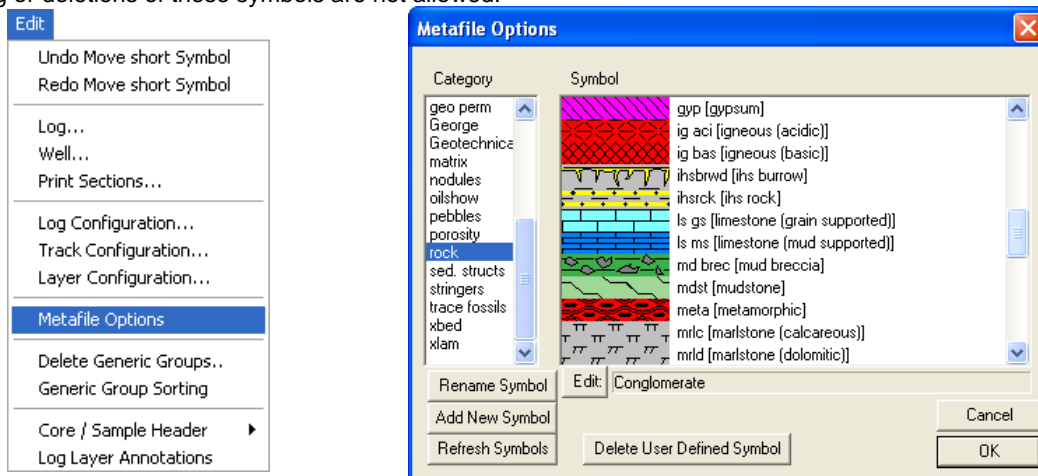 g or deletions of these symbols are not allowed.
Edit
Undo Move short Symbol
Redo Move short Symbol
Log...
Well...
Print Sections...
Log Configuration...
Track Configuration...
Layer Configuration...
Metafile Options
Delete Generic Groups..
Generic Group Sorting
Core / Sample Header
Log Layer Annotations
Metafile Options
Category
geo perm
George
Geotechnica
matrix
nodules
oilshow
pebbles
porosity
rock
sed. structs
stringers
trace fossils
xbed
xlam
Symbol
gyp [gypsum]
ig aci [igneous (acidic)]
ig bas [igneous (basic)]
ihsbrwd [ihs burrow]
ihsrck [ihs rock]
ls gs [limestone (grain supported)]
ls ms [limestone (mud supported)]
md brec [mud breccia]
mdst [mudstone]
meta [metamorphic]
mrlc [marlstone (calcareous)]
mrld [marlstone (dolomitic)]
Rename Symbol
Edit: Conglomerate
Add New Symbol
Cancel
Refresh Symbols
Delete User Defined Symbol
OK